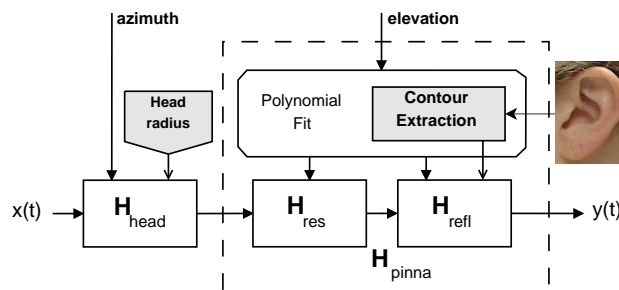 azimuth
elevation
Head
radius
Polynomial
Fit
Contour
Extraction
x(t)
H head
H res
H refl
y(t)
H pinna